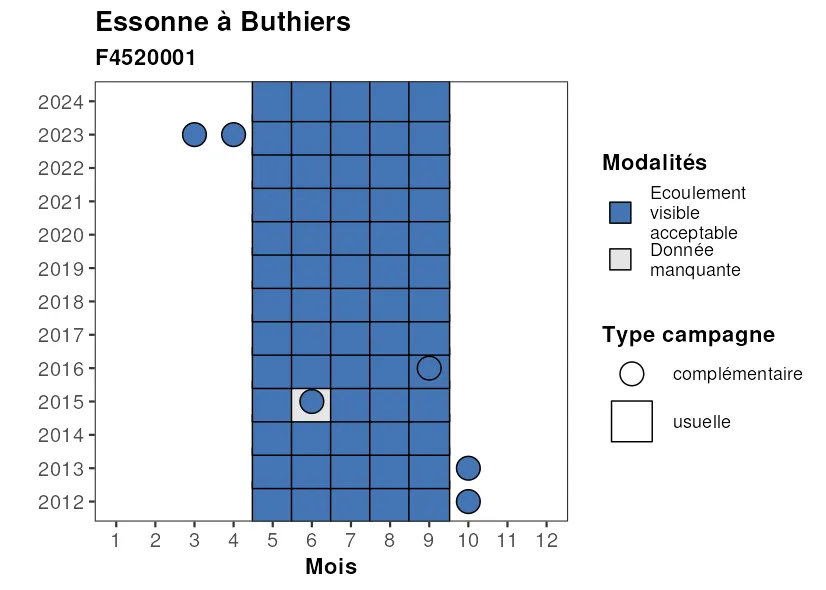 Essonne à Buthiers
F4520001
2024
2023
2022
2021
2020
2019
2018
2017
2016
2015
2014
2013
2012
1 2 3 4 5 6 7 8 9 10 11 12
Mois
Modalités
Ecoulement
visible
acceptable
Donnée
manquante
Type campagne
complémentaire
usuelle